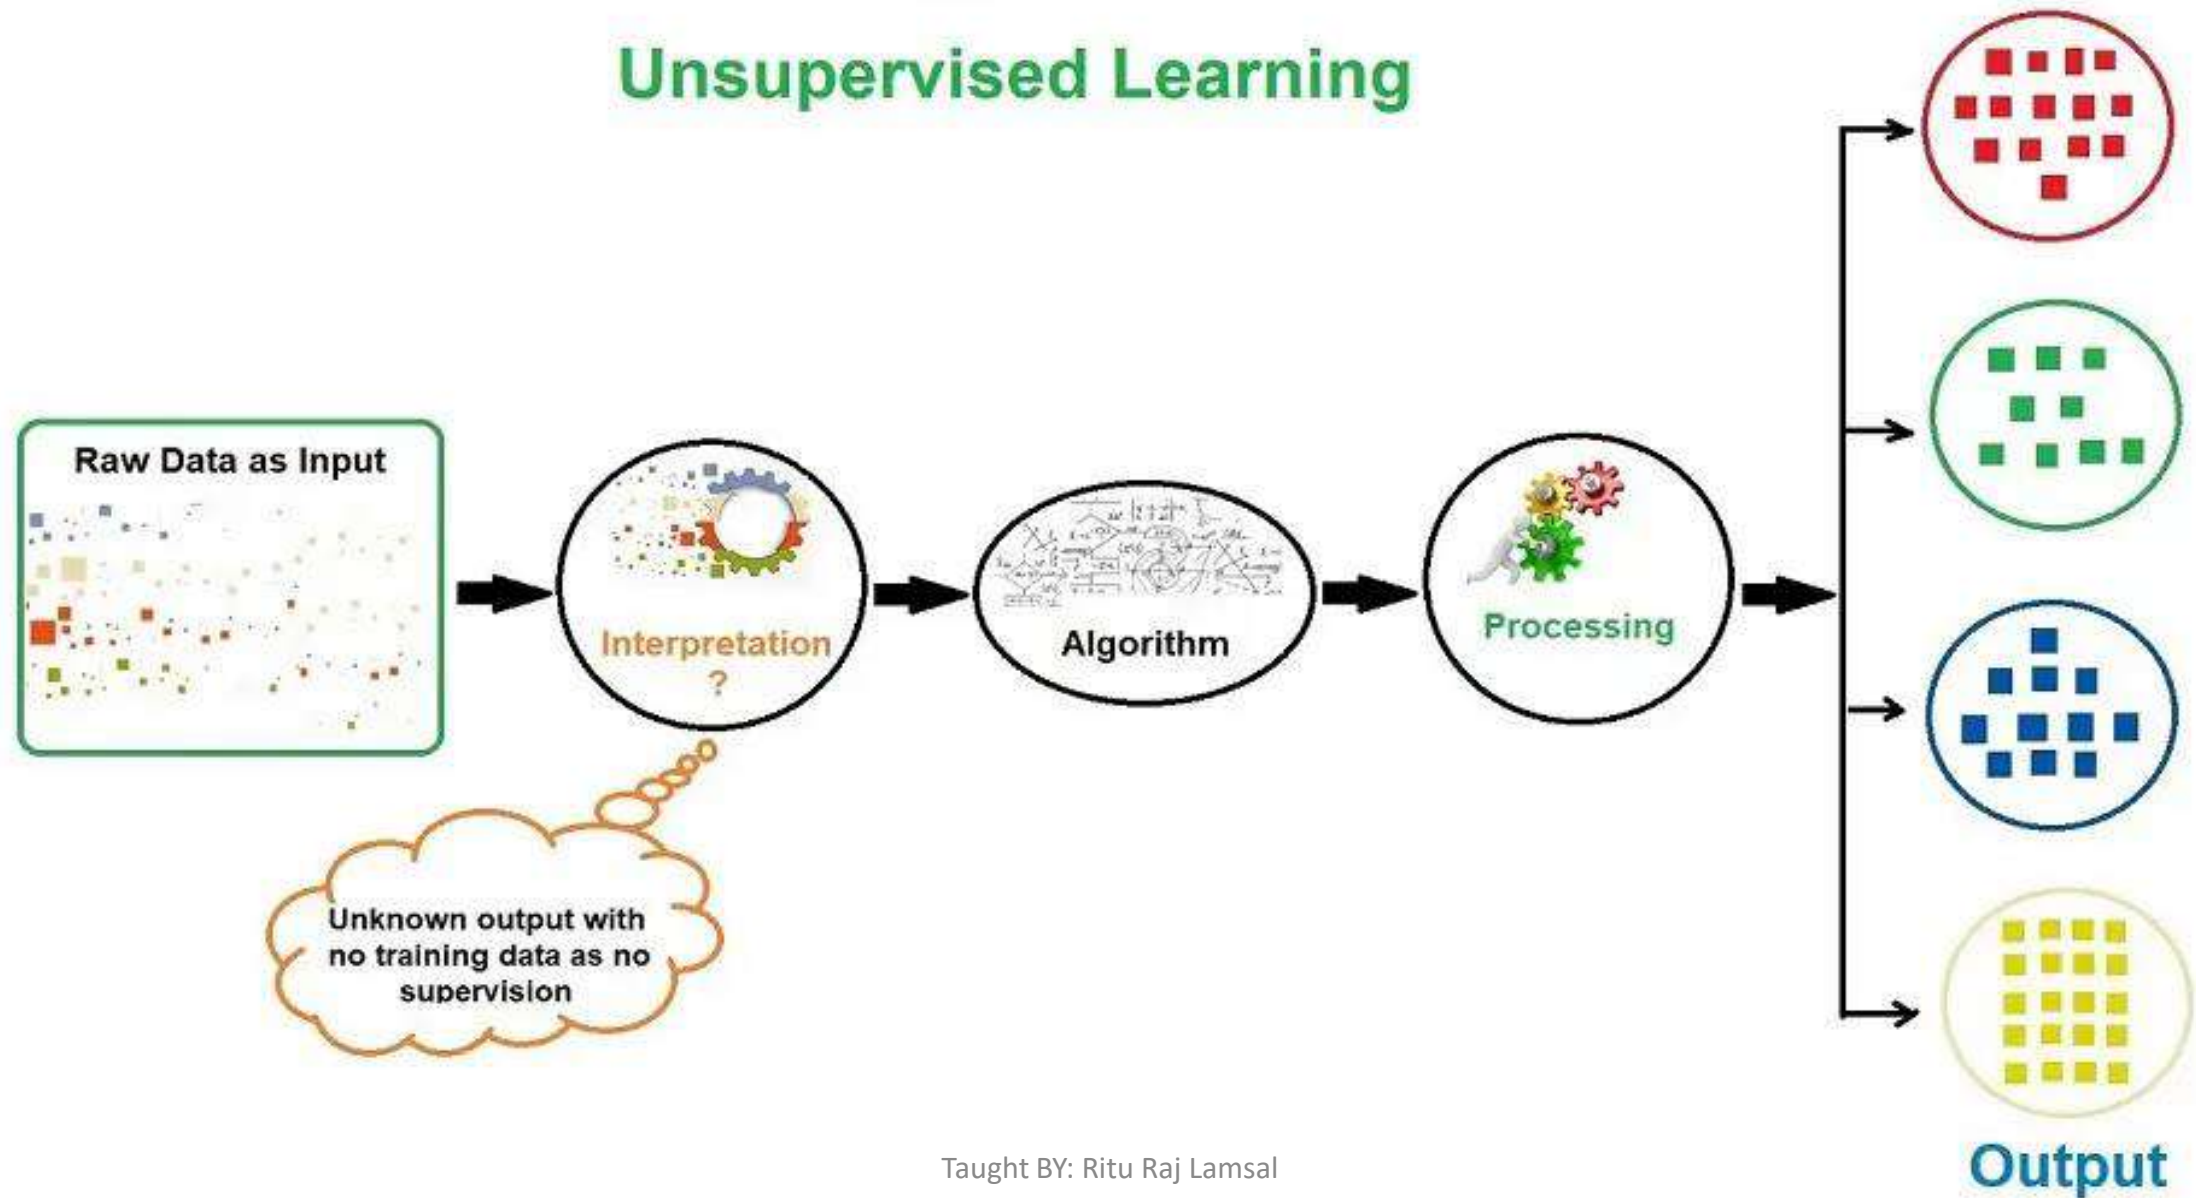 Unsupervised Learning
Raw Data as Input
Interpretation
?
Algorithm
Processing
Unknown output with
no training data as no
supervision
Output
Taught BY: Ritu Raj Lamsal